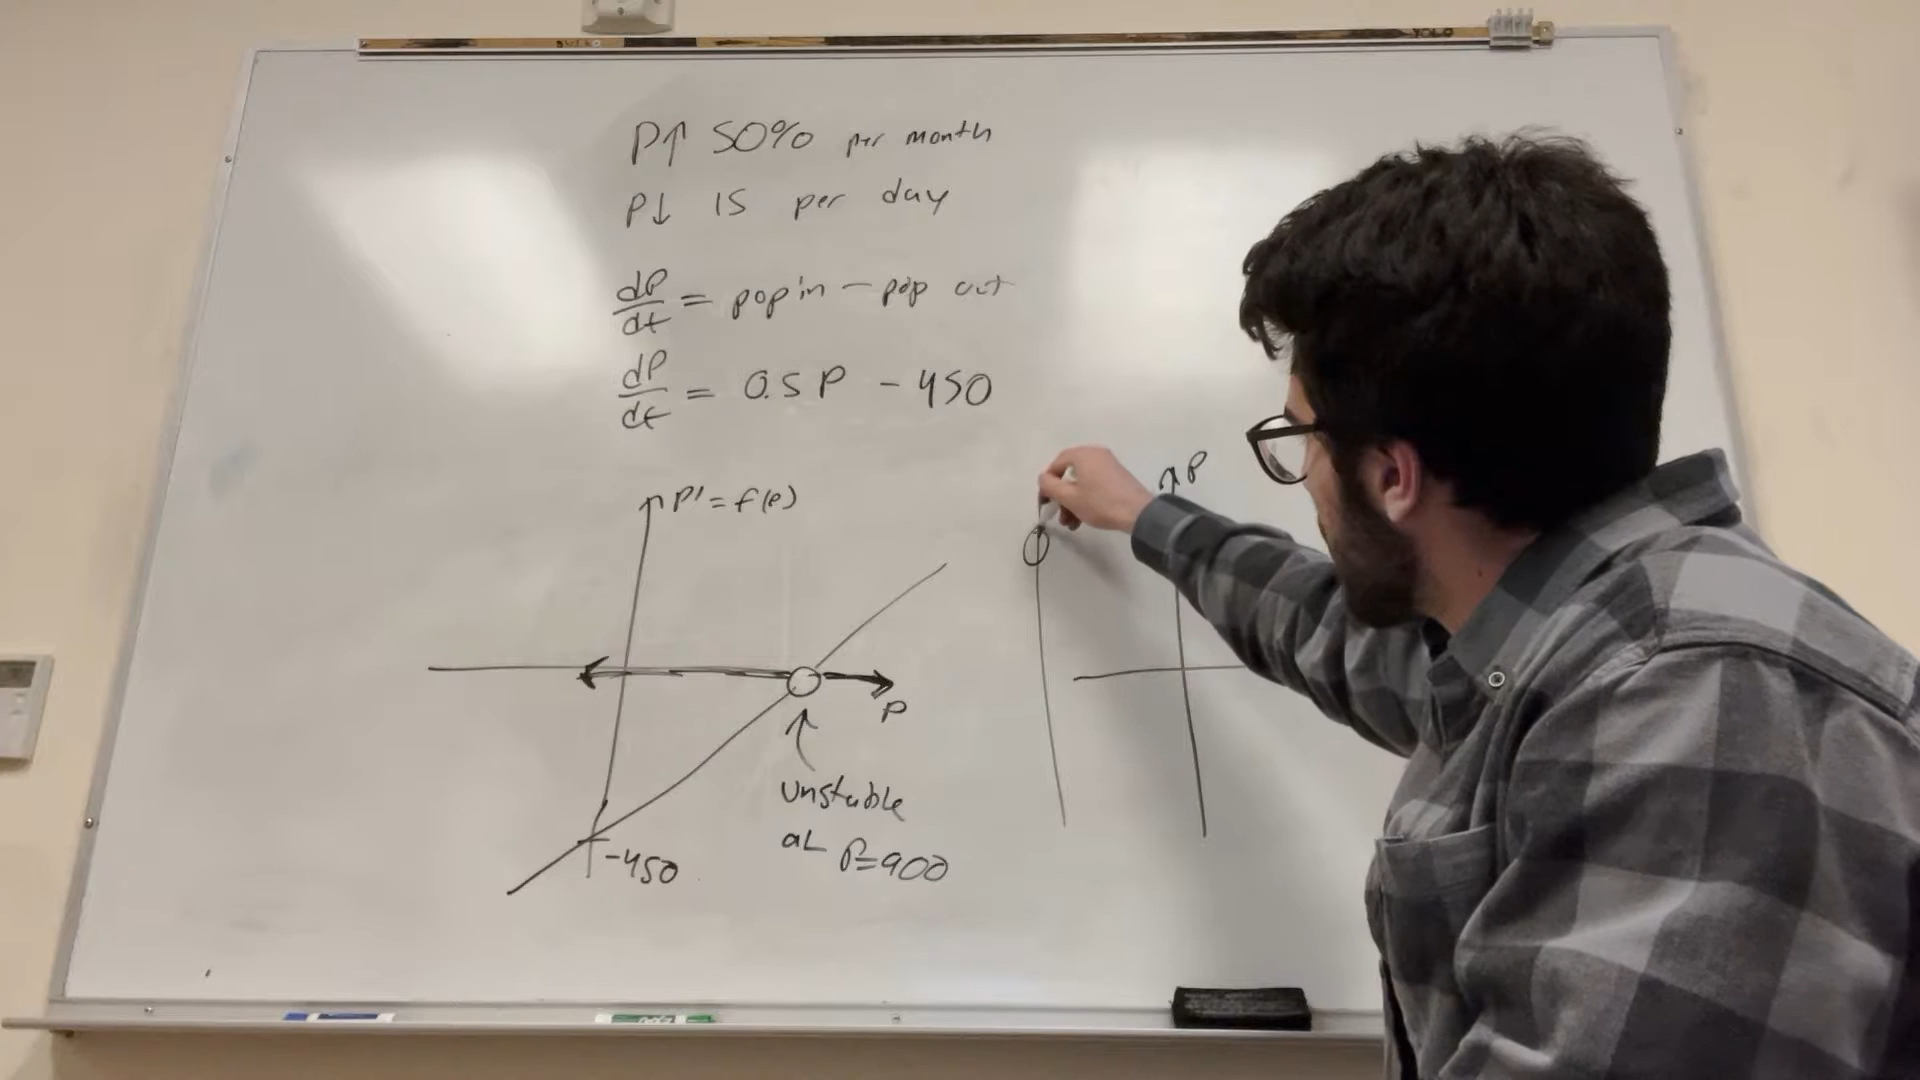 P↑ 50% per month
P↓ 15 per day
dP/dt = pop in - pop out
dP/dt = 0.5P - 450
P' = f(P)
P
P
unstable
at P=900
-450
YOLO